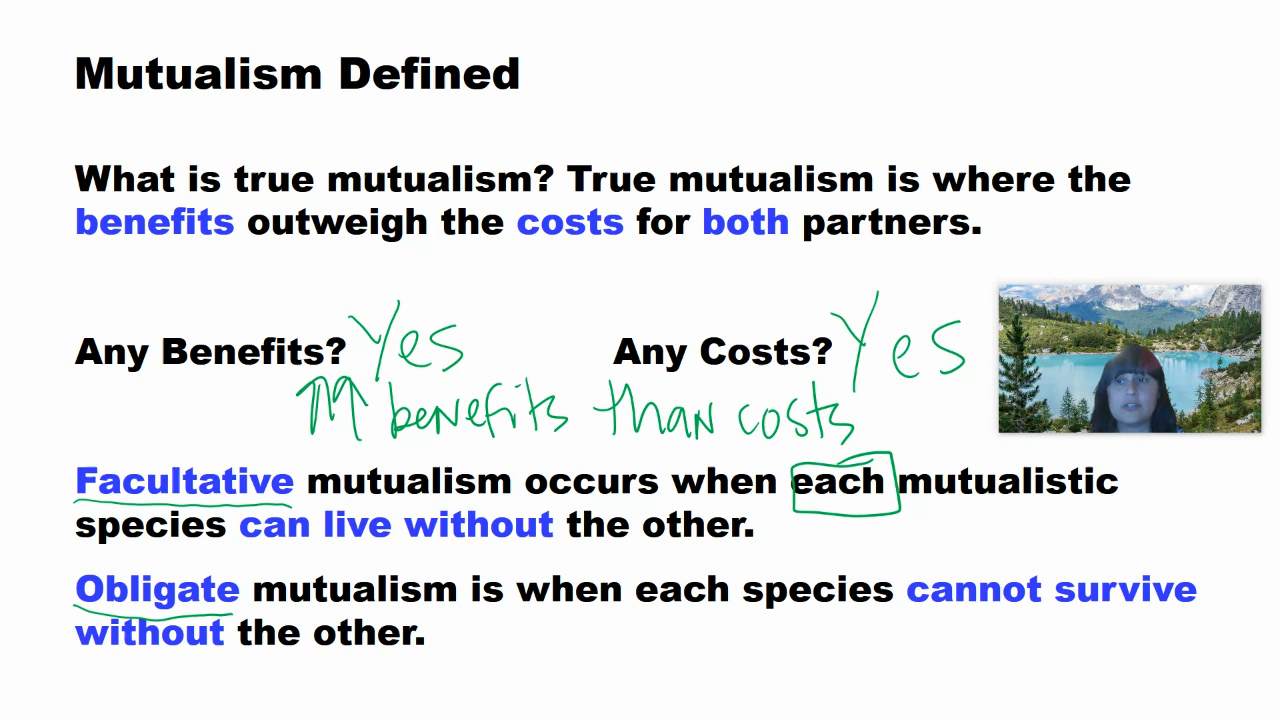 Mutualism Defined
What is true mutualism? True mutualism is where the
benefits outweigh the costs for both partners.
Any Benefits? Yes Any Costs? Yes
↑↑ benefits than costs
Facultative mutualism occurs when each mutualistic
species can live without the other.
Obligate mutualism is when each species cannot survive
without the other.